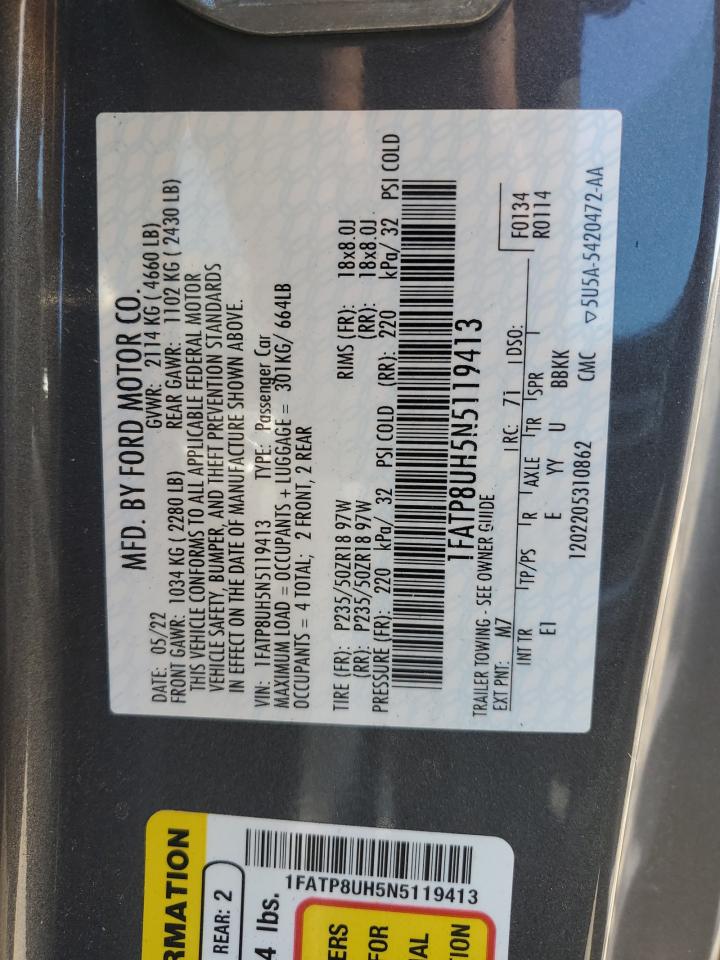 MFD. BY FORD MOTOR CO.
DATE: 05/22 GVWR: 2114 KG ( 4660 LB)
FRONT GAWR: 1034 KG ( 2280 LB) REAR GAWR: 1102 KG ( 2430 LB)
THIS VEHICLE CONFORMS TO ALL APPLICABLE FEDERAL MOTOR
VEHICLE SAFETY, BUMPER, AND THEFT PREVENTION STANDARDS
IN EFFECT ON THE DATE OF MANUFACTURE SHOWN ABOVE.
VIN: 1FATP8UH5N5119413 TYPE: Passenger Car
MAXIMUM LOAD = OCCUPANTS + LUGGAGE = 301KG/ 664LB
OCCUPANTS = 4 TOTAL; 2 FRONT, 2 REAR
TIRE (FR): P235/50ZR18 97W RIMS (FR): 18x8.0J
(RR): P235/50ZR18 97W (RR): 18x8.0J
PRESSURE (FR): 220 kPa/ 32 PSI COLD (RR): 220 kPa/ 32 PSI COLD
1FATP8UH5N5119413
TRAILER TOWING - SEE OWNER GUIDE
EXT PNT: M7 RC: 71 DSO: F0134
R0114
INT TR TP/PS R AXLE TR SPR
EI E YY U BBKK
1202205310862 CMC ▽5U5A-5420472-AA
RMATION
REAR: 2
4 lbs.
1FATP8UH5N5119413
ERS
FOR
AL
TION